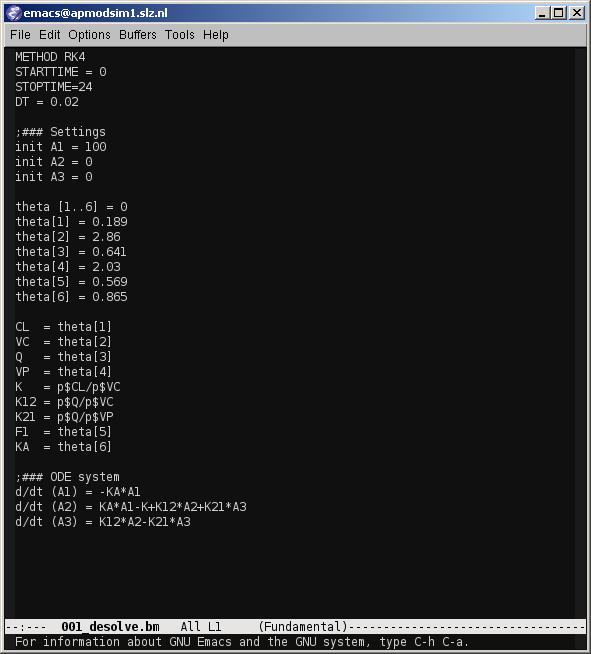 emacs@apmodsim1.slz.nl
File Edit Options Buffers Tools Help
METHOD RK4
STARTTIME = 0
STOPTIME=24
DT = 0.02
;### Settings
init A1 = 100
init A2 = 0
init A3 = 0
theta [1..6] = 0
theta[1] = 0.189
theta[2] = 2.86
theta[3] = 0.641
theta[4] = 2.03
theta[5] = 0.569
theta[6] = 0.865
CL  = theta[1]
VC  = theta[2]
Q   = theta[3]
VP  = theta[4]
K   = p$CL/p$VC
K12 = p$Q/p$VC
K21 = p$Q/p$VP
F1  = theta[5]
KA  = theta[6]
;### ODE system
d/dt (A1) = -KA*A1
d/dt (A2) = KA*A1-K+K12*A2+K21*A3
d/dt (A3) = K12*A2-K21*A3
--:---  001_desolve.bm   All L1     (Fundamental)----------------------------------
For information about GNU Emacs and the GNU system, type C-h C-a.